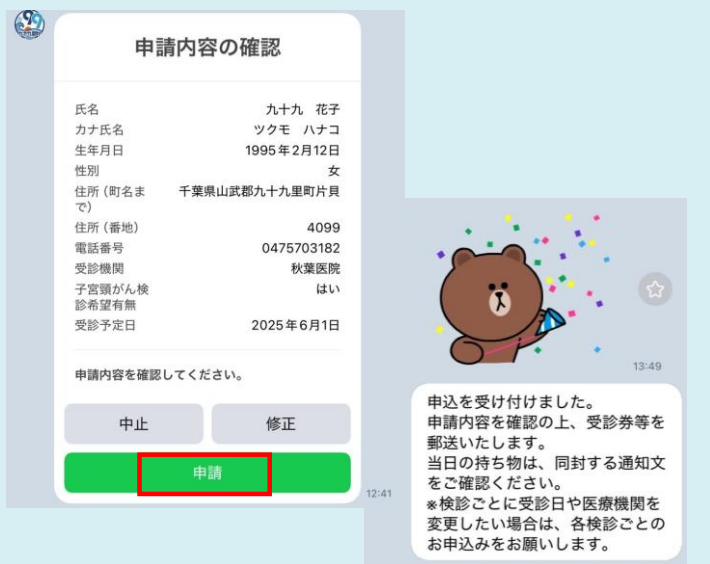 申請内容の確認
氏名 九十九 花子
カナ氏名 ツクモ ハナコ
生年月日 1995年2月12日
性別 女
住所（町名まで） 千葉県山武郡九十九里町片貝
住所（番地） 4099
電話番号 0475703182
受診機関 秋葉医院
子宮頸がん検診希望有無 はい
受診予定日 2025年6月1日
申請内容を確認してください。
中止 修正
申請
12:41
13:49
申込を受け付けました。
申請内容を確認の上、受診券等を
郵送いたします。
当日の持ち物は、同封する通知文
をご確認ください。
※検診ごとに受診日や医療機関を
変更したい場合は、各検診ごとの
お申込みをお願いします。